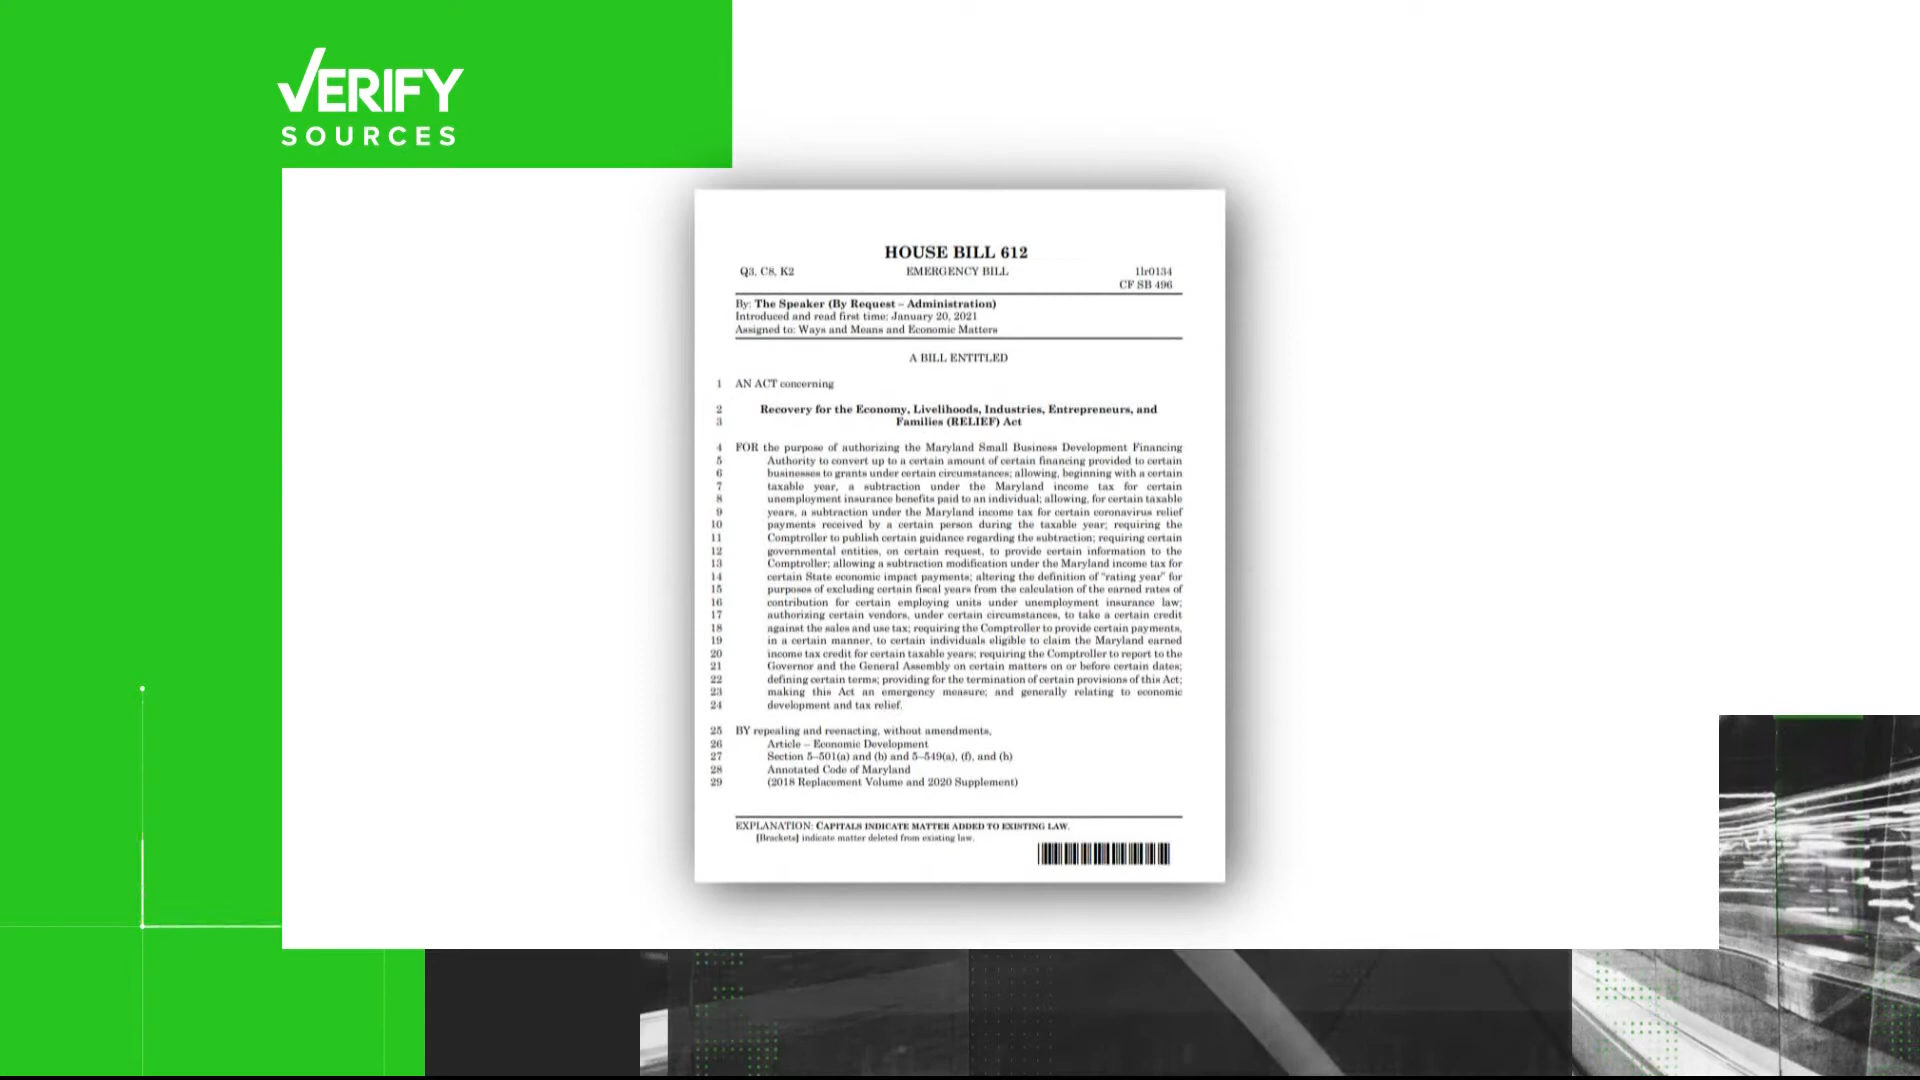 VERIFY
SOURCES
HOUSE BILL 612
Q3, C8, K2 EMERGENCY BILL 1lr0134
CF SB 496
By: The Speaker (By Request – Administration)
Introduced and read first time: January 20, 2021
Assigned to: Ways and Means and Economic Matters
A BILL ENTITLED
1 AN ACT concerning
2 Recovery for the Economy, Livelihoods, Industries, Entrepreneurs, and
3 Families (RELIEF) Act
4 FOR the purpose of authorizing the Maryland Small Business Development Financing
5 Authority to convert up to a certain amount of certain financing provided to certain
6 businesses to grants under certain circumstances; allowing, beginning with a certain
7 taxable year, a subtraction under the Maryland income tax for certain
8 unemployment insurance benefits paid to an individual; allowing, for certain taxable
9 years, a subtraction under the Maryland income tax for certain coronavirus relief
10 payments received by a certain person during the taxable year; requiring the
11 Comptroller to publish certain guidance regarding the subtraction; requiring certain
12 governmental entities, on certain request, to provide certain information to the
13 Comptroller; allowing a subtraction modification under the Maryland income tax for
14 certain State economic impact payments; altering the definition of "rating year" for
15 purposes of excluding certain fiscal years from the calculation of the earned rates of
16 contribution for certain employing units under unemployment insurance law;
17 authorizing certain vendors, under certain circumstances, to take a certain credit
18 against the sales and use tax; requiring the Comptroller to provide certain payments,
19 in a certain manner, to certain individuals eligible to claim the Maryland earned
20 income tax credit for certain taxable years; requiring the Comptroller to report to the
21 Governor and the General Assembly on certain matters on or before certain dates;
22 defining certain terms; providing for the termination of certain provisions of this Act;
23 making this Act an emergency measure; and generally relating to economic
24 development and tax relief.
25 BY repealing and reenacting, without amendments,
26 Article – Economic Development
27 Section 5–501(a) and (b) and 5–549(a), (f), and (h)
28 Annotated Code of Maryland
29 (2018 Replacement Volume and 2020 Supplement)
EXPLANATION: CAPITALS INDICATE MATTER ADDED TO EXISTING LAW.
[Brackets] indicate matter deleted from existing law.